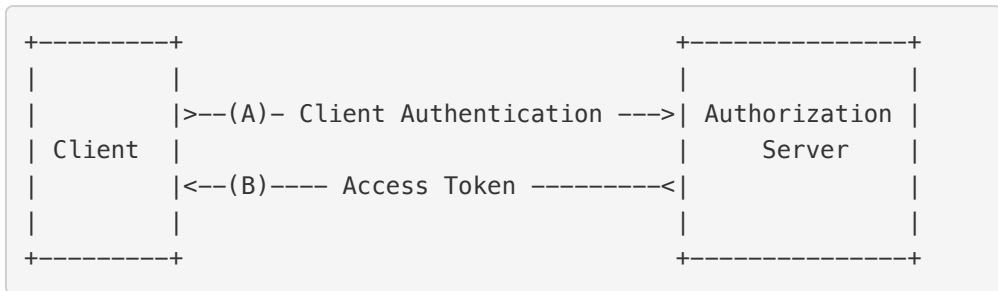 +---------+                                  +---------------+
|         |                                  |               |
|         |>--(A)- Client Authentication --->| Authorization |
| Client  |                                  |     Server    |
|         |<--(B)---- Access Token ---------<|               |
|         |                                  |               |
+---------+                                  +---------------+